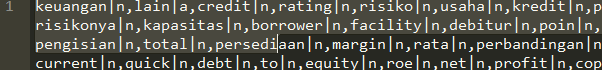 1 keuangan|n,lain|a,credit|n,rating|n,risiko|n,usaha|n,kredit|n,p
risikonya|n,kapasitas|n,borrower|n,facility|n,debitur|n,poin|n,
pengisian|n,total|n,persediaan|n,margin|n,rata|n,perbandingan|n
current|n,quick|n,debt|n,to|n,equity|n,roe|n,net|n,profit|n,cop